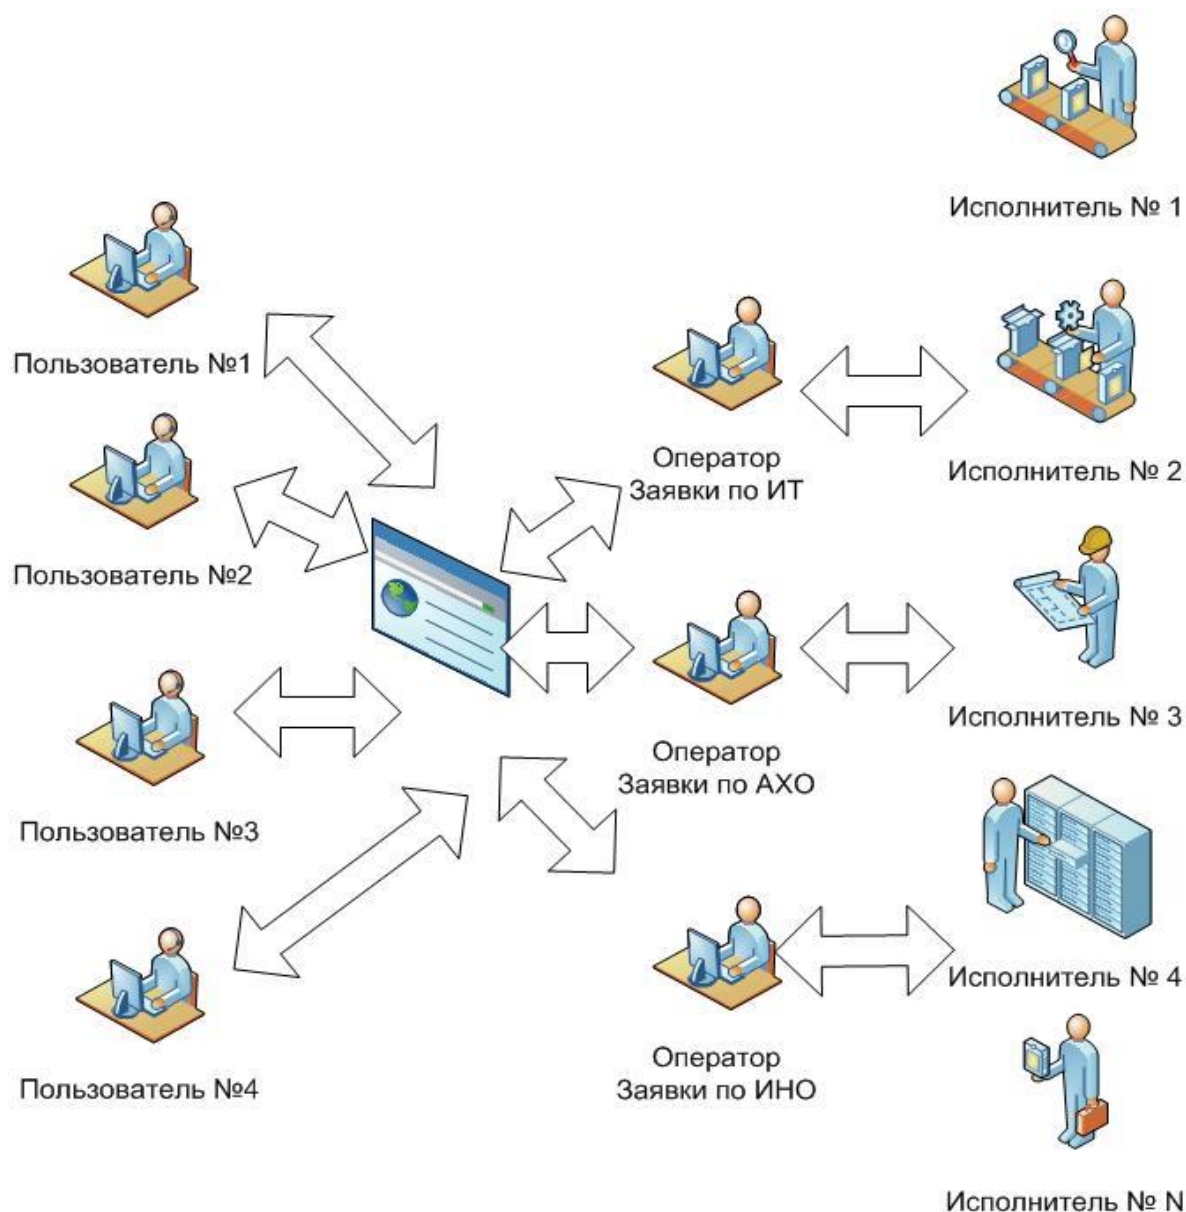 Исполнитель № 1
Пользователь №1
Оператор
Заявки по ИТ
Исполнитель № 2
Пользователь №2
Оператор
Заявки по АХО
Исполнитель № 3
Пользователь №3
Оператор
Заявки по ИНО
Исполнитель № 4
Пользователь №4
Исполнитель № N